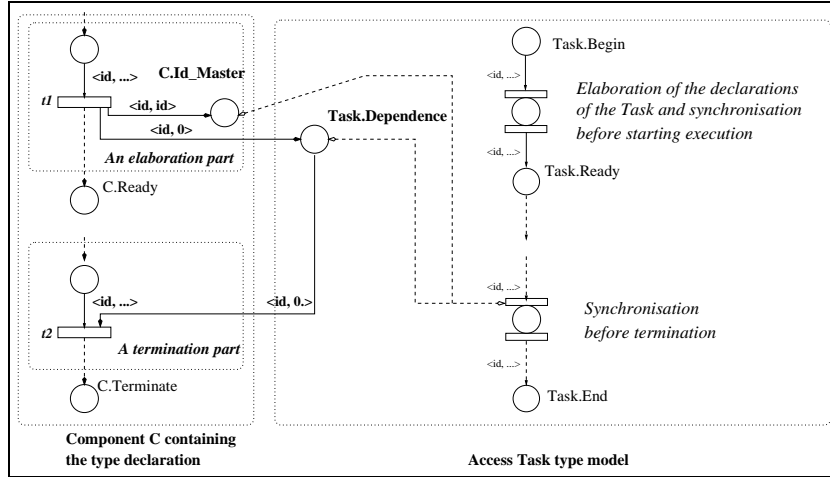 <id, ...>
C.Id_Master
t1
<id, id>
<id, 0>
Task.Dependence
An elaboration part
C.Ready
<id, ...>
<id, 0.>
t2
A termination part
C.Terminate
Component C containing
the type declaration
Task.Begin
<id, ...>
Elaboration of the declarations
of the Task and synchronisation
before starting execution
<id, ...>
Task.Ready
<id, ...>
Synchronisation
before termination
<id, ...>
Task.End
Access Task type model